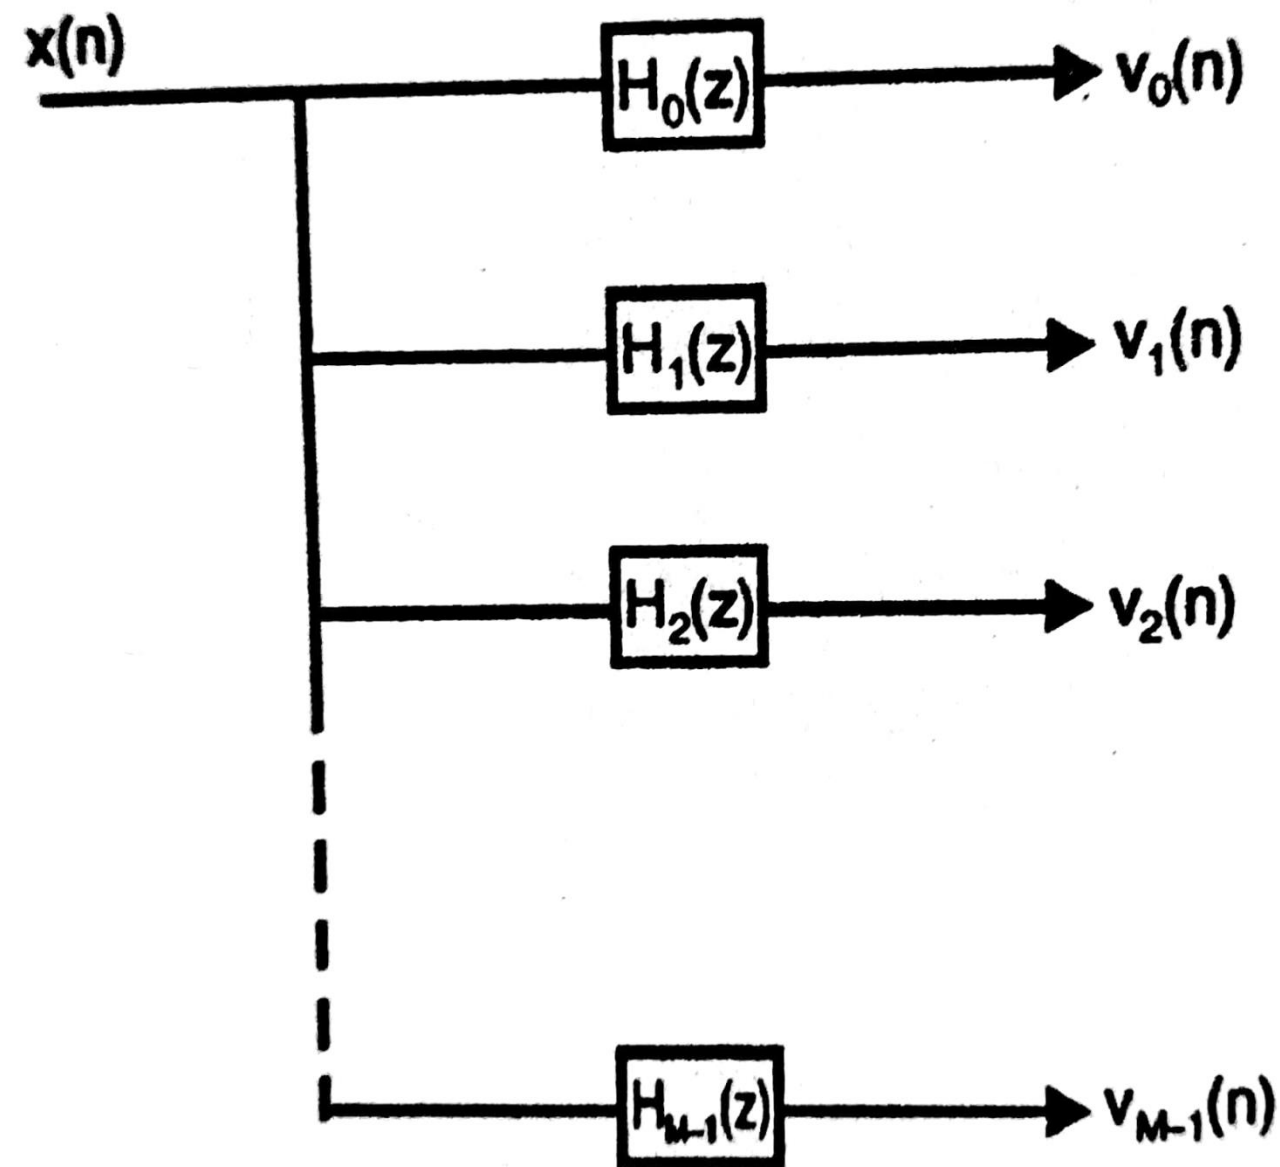 x(n)
H₀(z) v₀(n)
H₁(z) v₁(n)
H₂(z) v₂(n)
Hₘ₋₁(z) vₘ₋₁(n)